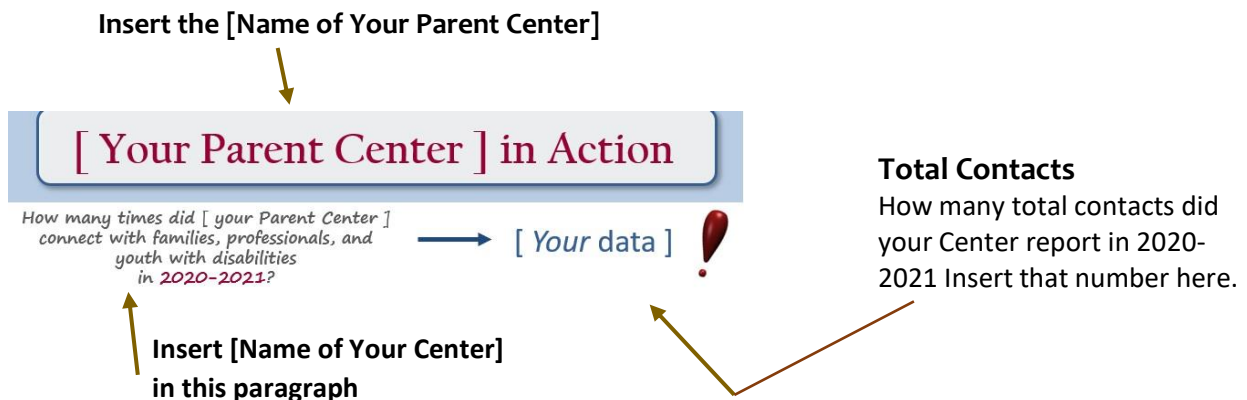 Insert the [Name of Your Parent Center]
[ Your Parent Center ] in Action
How many times did [ your Parent Center ]
connect with families, professionals, and
youth with disabilities
in 2020-2021?
[ Your data ]
Total Contacts
How many total contacts did
your Center report in 2020-
2021 Insert that number here.
Insert [Name of Your Center]
in this paragraph